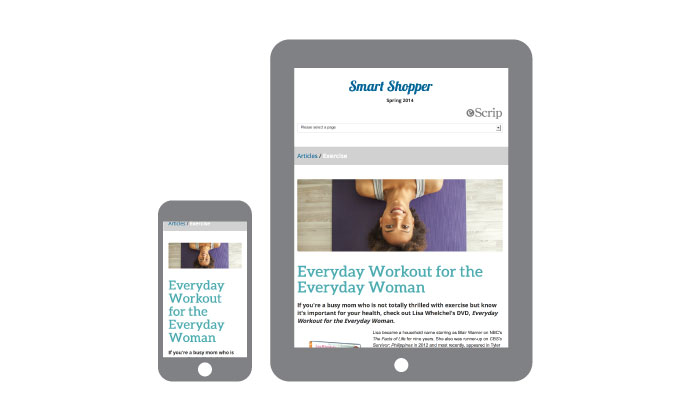 Smart Shopper
Spring 2014
eScrip
Please select a page
Articles / Exercise
Everyday Workout for the
Everyday Woman
If you're a busy mom who is not totally thrilled with exercise but know
it's important for your health, check out Lisa Whelchel's DVD, Everyday
Workout for the Everyday Woman.
Lisa became a household name starring as Blair Warner on NBC's
The Facts of Life for nine years. She also was runner-up on CBS's
Survivor: Philippines in 2012 and most recently, appeared in Tyler
Articles / Exercise
Everyday
Workout
for the
Everyday
Woman
If you're a busy mom who is